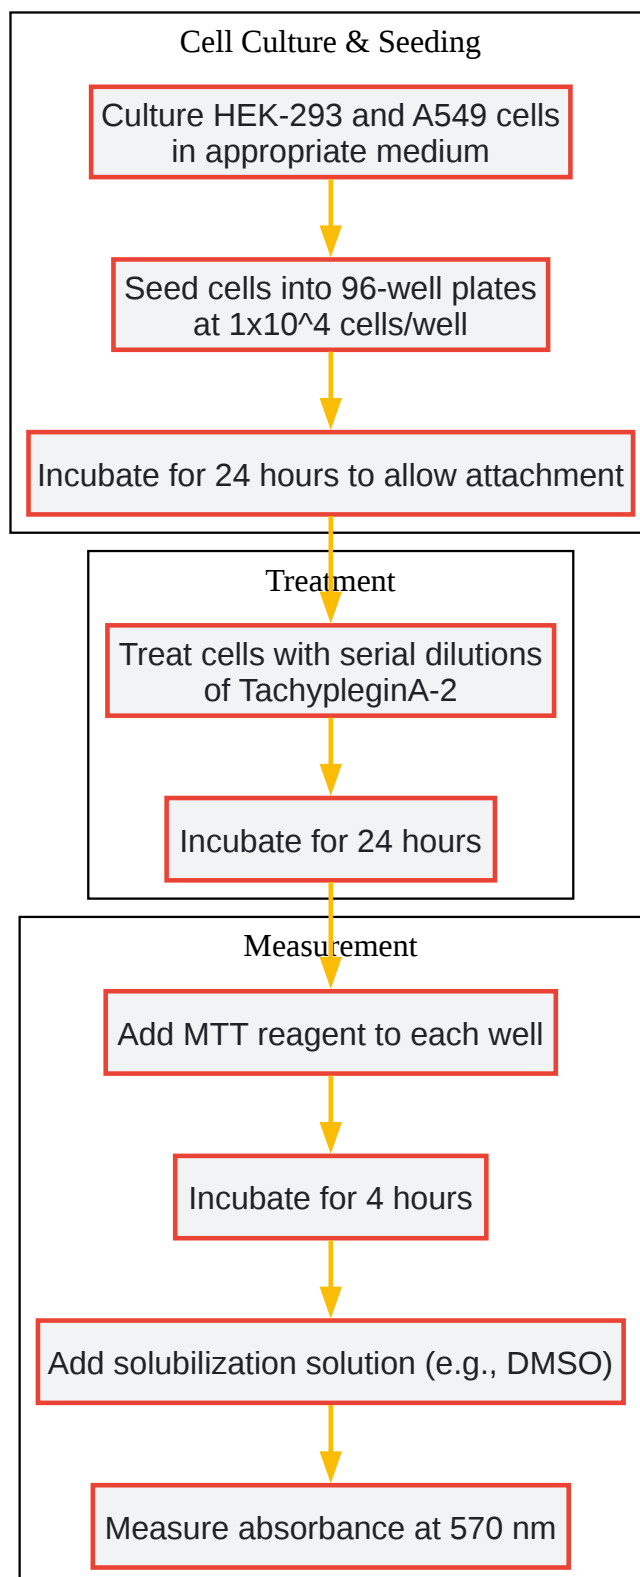 Cell Culture & Seeding
Culture HEK-293 and A549 cells
in appropriate medium
Seed cells into 96-well plates
at 1x10^4 cells/well
Incubate for 24 hours to allow attachment
Treatment
Treat cells with serial dilutions
of TachypleginA-2
Incubate for 24 hours
Measurement
Add MTT reagent to each well
Incubate for 4 hours
Add solubilization solution (e.g., DMSO)
Measure absorbance at 570 nm